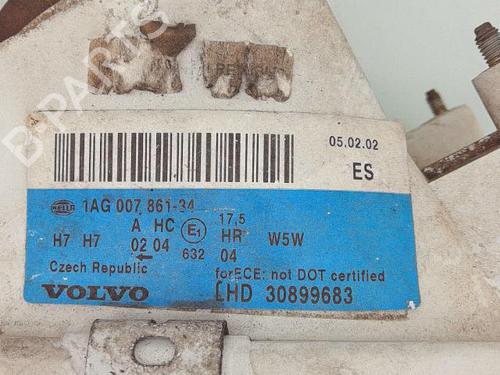 05.02.02
ES
HELLA 1AG 007 861-34
A HC E1 17,5
H7 H7 02 04 632 HR 04 W5W
Czech Republic forECE: not DOT certified
VOLVO LHD 30899683
B-PARTS